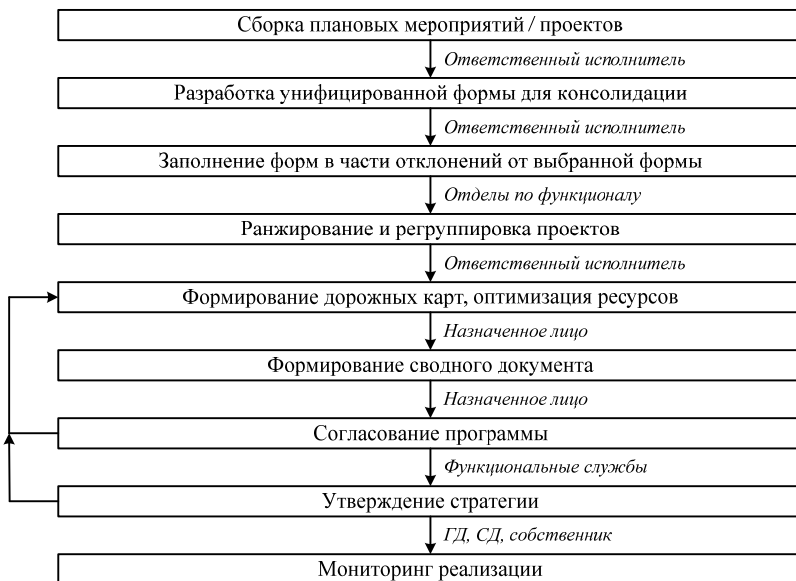 Сборка плановых мероприятий / проектов
Ответственный исполнитель
Разработка унифицированной формы для консолидации
Ответственный исполнитель
Заполнение форм в части отклонений от выбранной формы
Отделы по функционалу
Ранжирование и регруппировка проектов
Ответственный исполнитель
Формирование дорожных карт, оптимизация ресурсов
Назначенное лицо
Формирование сводного документа
Назначенное лицо
Согласование программы
Функциональные службы
Утверждение стратегии
ГД, СД, собственник
Мониторинг реализации